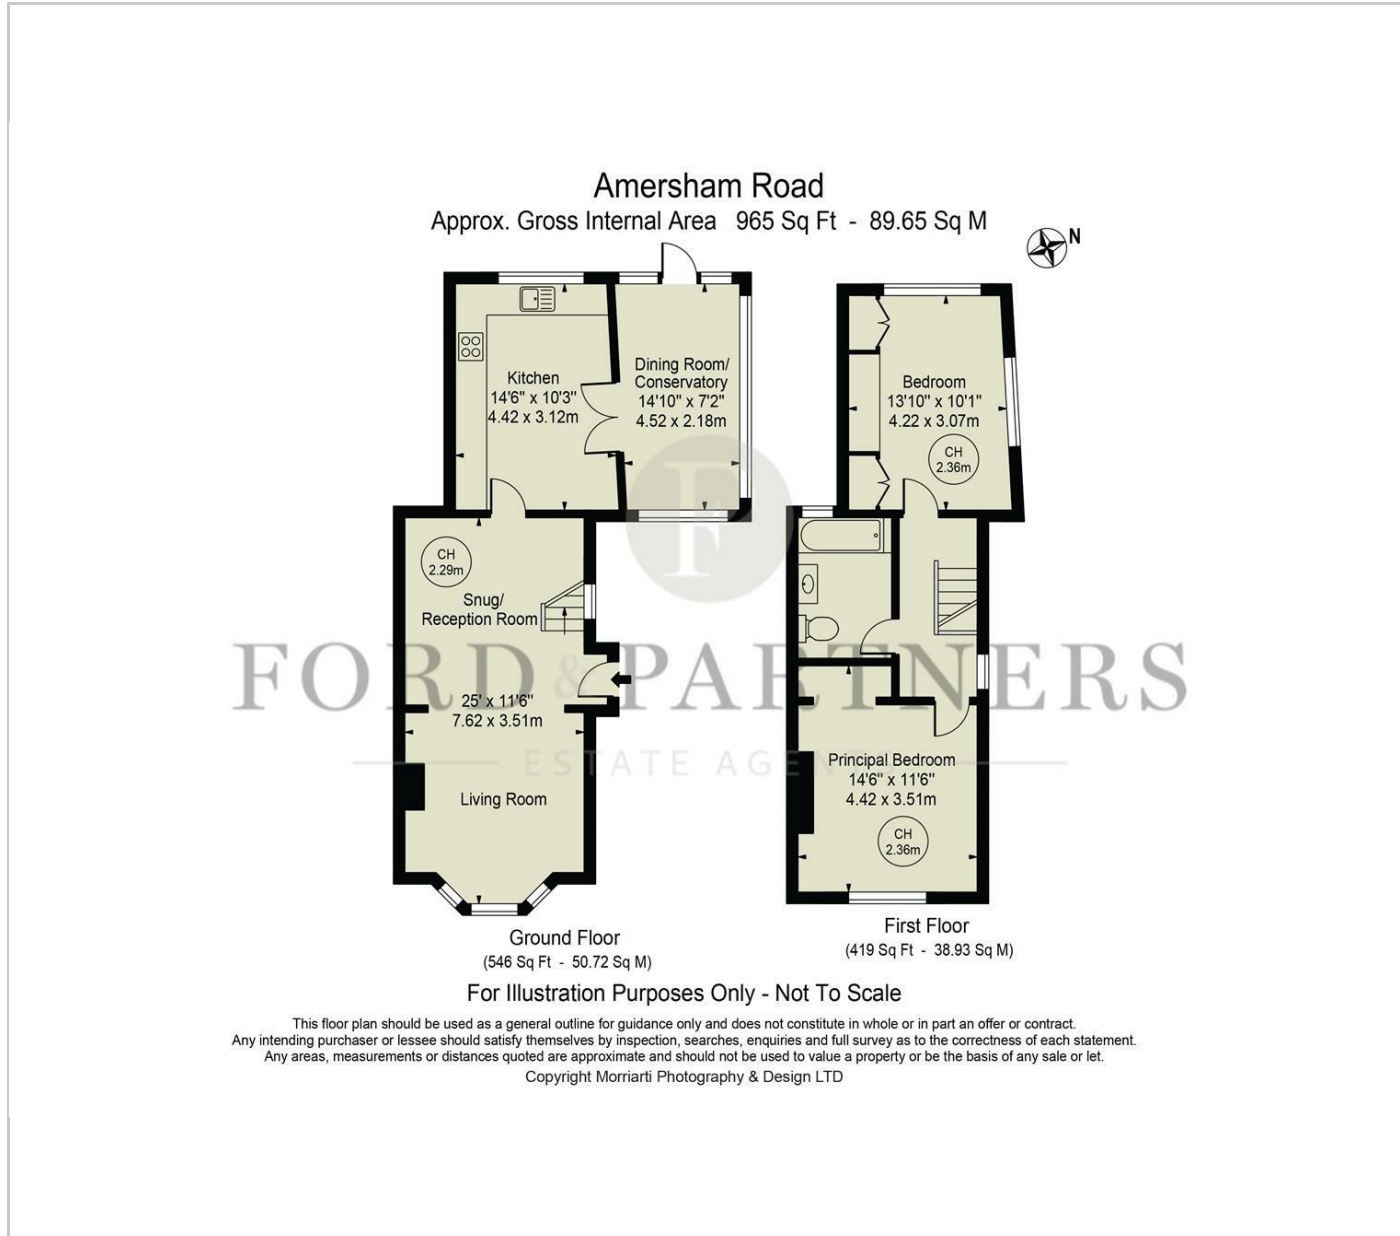 Amersham Road
Approx. Gross Internal Area 965 Sq Ft - 89.65 Sq M
N
Kitchen
14'6" x 10'3"
4.42 x 3.12m
Dining Room/
Conservatory
14'10" x 7'2"
4.52 x 2.18m
Bedroom
13'10" x 10'1"
4.22 x 3.07m
CH
2.36m
CH
2.29m
Snug/
Reception Room
25' x 11'6"
7.62 x 3.51m
Living Room
F
FORD & PARTNERS
ESTATE AGENTS
Principal Bedroom
14'6" x 11'6"
4.42 x 3.51m
CH
2.36m
Ground Floor
(546 Sq Ft - 50.72 Sq M)
First Floor
(419 Sq Ft - 38.93 Sq M)
For Illustration Purposes Only - Not To Scale
This floor plan should be used as a general outline for guidance only and does not constitute in whole or in part an offer or contract.
Any intending purchaser or lessee should satisfy themselves by inspection, searches, enquiries and full survey as to the correctness of each statement.
Any areas, measurements or distances quoted are approximate and should not be used to value a property or be the basis of any sale or let.
Copyright Morriarti Photography & Design LTD